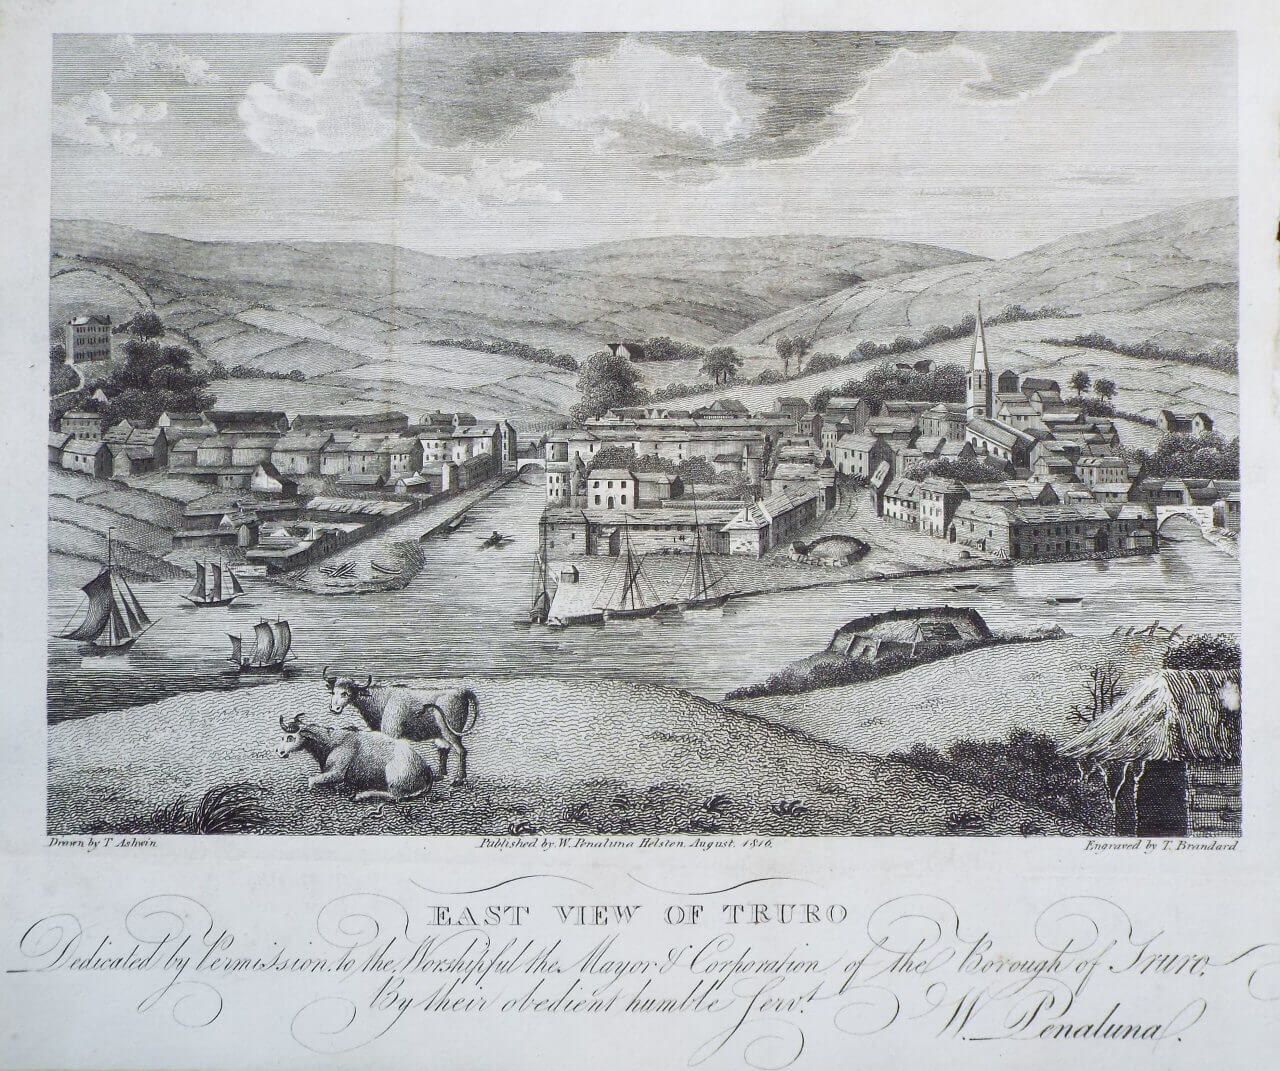 Drawn by T Ashwin
Published by W. Penaluna Helston, August, 1816.
Engraved by T. Brandard
EAST VIEW OF TRURO
Dedicated by Permission, to the Worshipful the Mayor & Corporation of the Borough of Truro,
By their obedient humble Servt.
W. Penaluna.